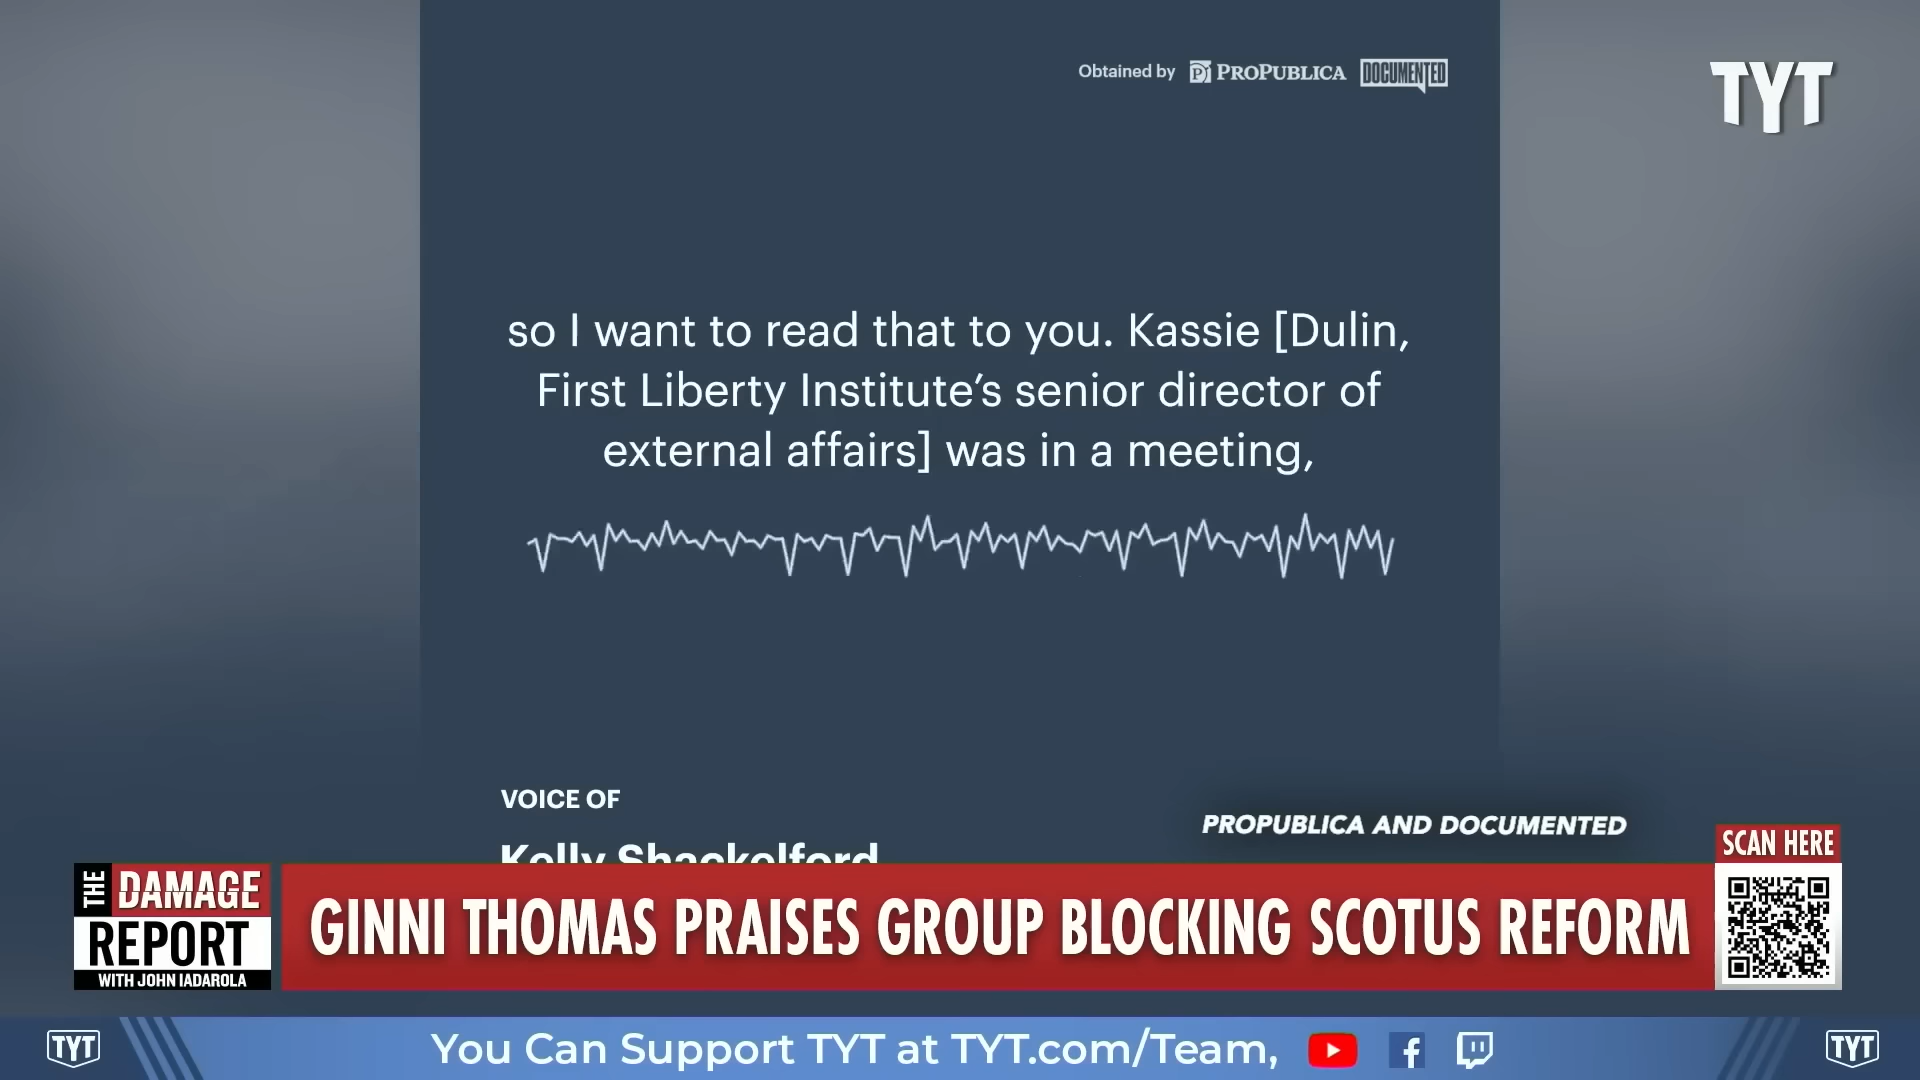 Obtained by PROPUBLICA DOCUMENTED
TYT
so I want to read that to you. Kassie [Dulin,
First Liberty Institute’s senior director of
external affairs] was in a meeting,
VOICE OF
Kelly Shackelford
PROPUBLICA AND DOCUMENTED
SCAN HERE
THE DAMAGE
REPORT
WITH JOHN IADAROLA
GINNI THOMAS PRAISES GROUP BLOCKING SCOTUS REFORM
TYT
You Can Support TYT at TYT.com/Team,
TYT